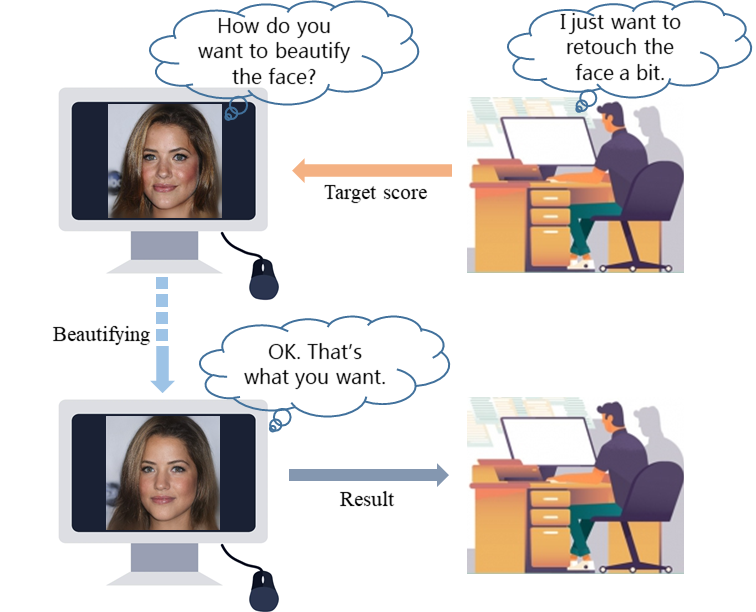 How do you
want to beautify
the face?
I just want to
retouch the
face a bit.
Target score
Beautifying
OK. That's
what you want.
Result